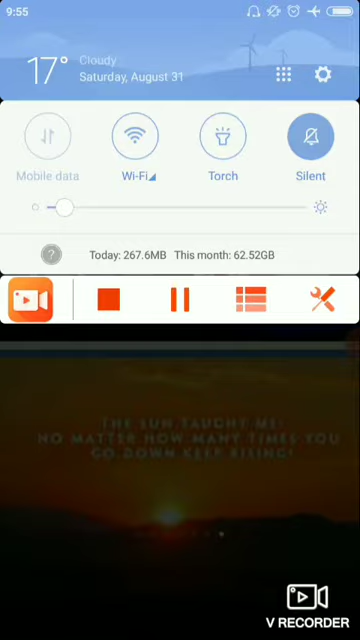 9:55
17° Cloudy
Saturday, August 31
Mobile data Wi-Fi Torch Silent
? Today: 267.6MB This month: 62.52GB
THE SUN TAUGHT ME:
NO MATTER HOW MANY TIMES YOU
GO DOWN KEEP RISING!
V RECORDER